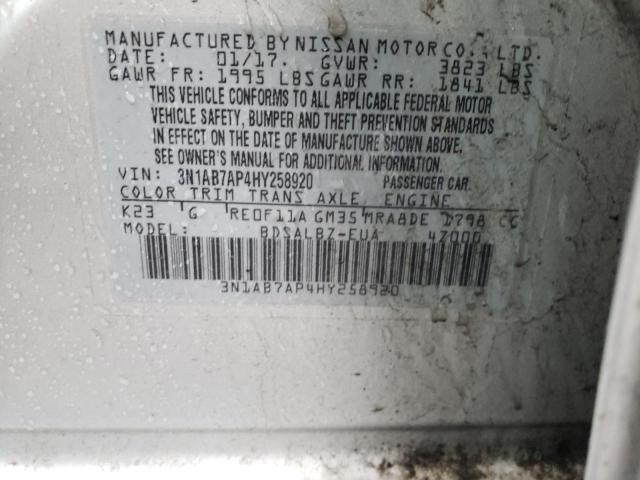 MANUFACTURED BY NISSAN MOTOR CO., LTD.
DATE: 01/17. GVWR: 3823 LBS
GAWR FR: 1995 LBS GAWR RR: 1841 LBS
THIS VEHICLE CONFORMS TO ALL APPLICABLE FEDERAL MOTOR
VEHICLE SAFETY, BUMPER AND THEFT PREVENTION STANDARDS
IN EFFECT ON THE DATE OF MANUFACTURE SHOWN ABOVE.
SEE OWNER'S MANUAL FOR ADDITIONAL INFORMATION.
VIN: 3N1AB7AP4HY258920 PASSENGER CAR.
COLOR TRIM TRANS AXLE ENGINE
K23 G RE0F11A GM35 MRA8DE 1798 CC
MODEL: BDSALBZ-EUA 47000
3N1AB7AP4HY258920